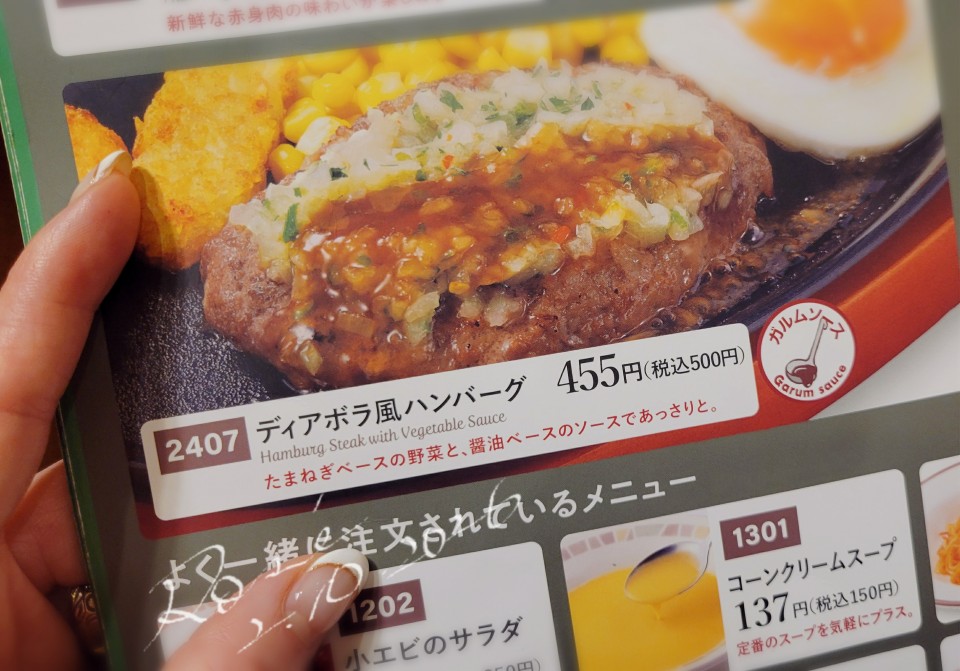 新鮮な赤身肉の味わいが
ガルムソース
Garum sauce
2407 ディアボラ風ハンバーグ 455円(税込500円)
Hamburg Steak with Vegetable Sauce
たまねぎベースの野菜と、醤油ベースのソースであっさりと。
よく一緒に注文されているメニュー
1202
小エビのサラダ
1301
コーンクリームスープ
137円(税込150円)
定番のスープを気軽にプラス。